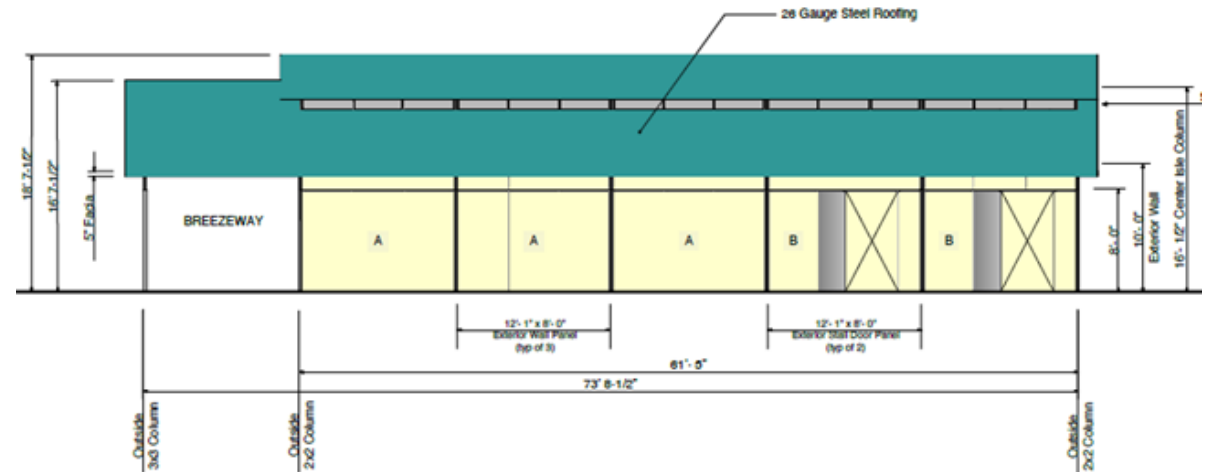 26 Gauge Steel Roofing
18' 7-1/2"
16' 7-1/2"
5" Facia
BREEZEWAY
A
A
A
B
B
8'- 0"
10'- 0"
Exterior Wall
16'- 1/2" Center Isle Column
12'- 1" x 8'- 0"
Exterior Wall Panel
(typ of 3)
12'- 1" x 8'- 0"
Exterior Stall Door Panel
(typ of 2)
61'- 5"
73' 8-1/2"
Outside
3x3 Column
Outside
2x2 Column
Outside
2x2 Column